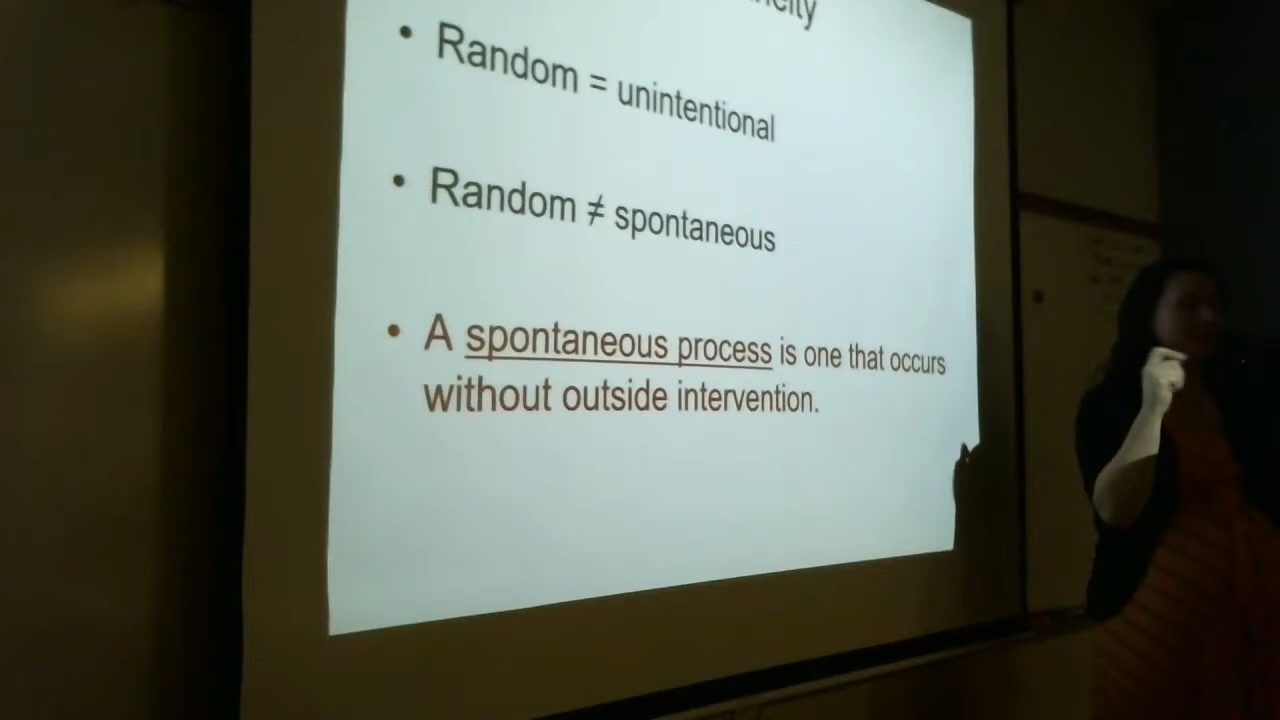 • Random = unintentional
• Random ≠ spontaneous
• A spontaneous process is one that occurs
without outside intervention.